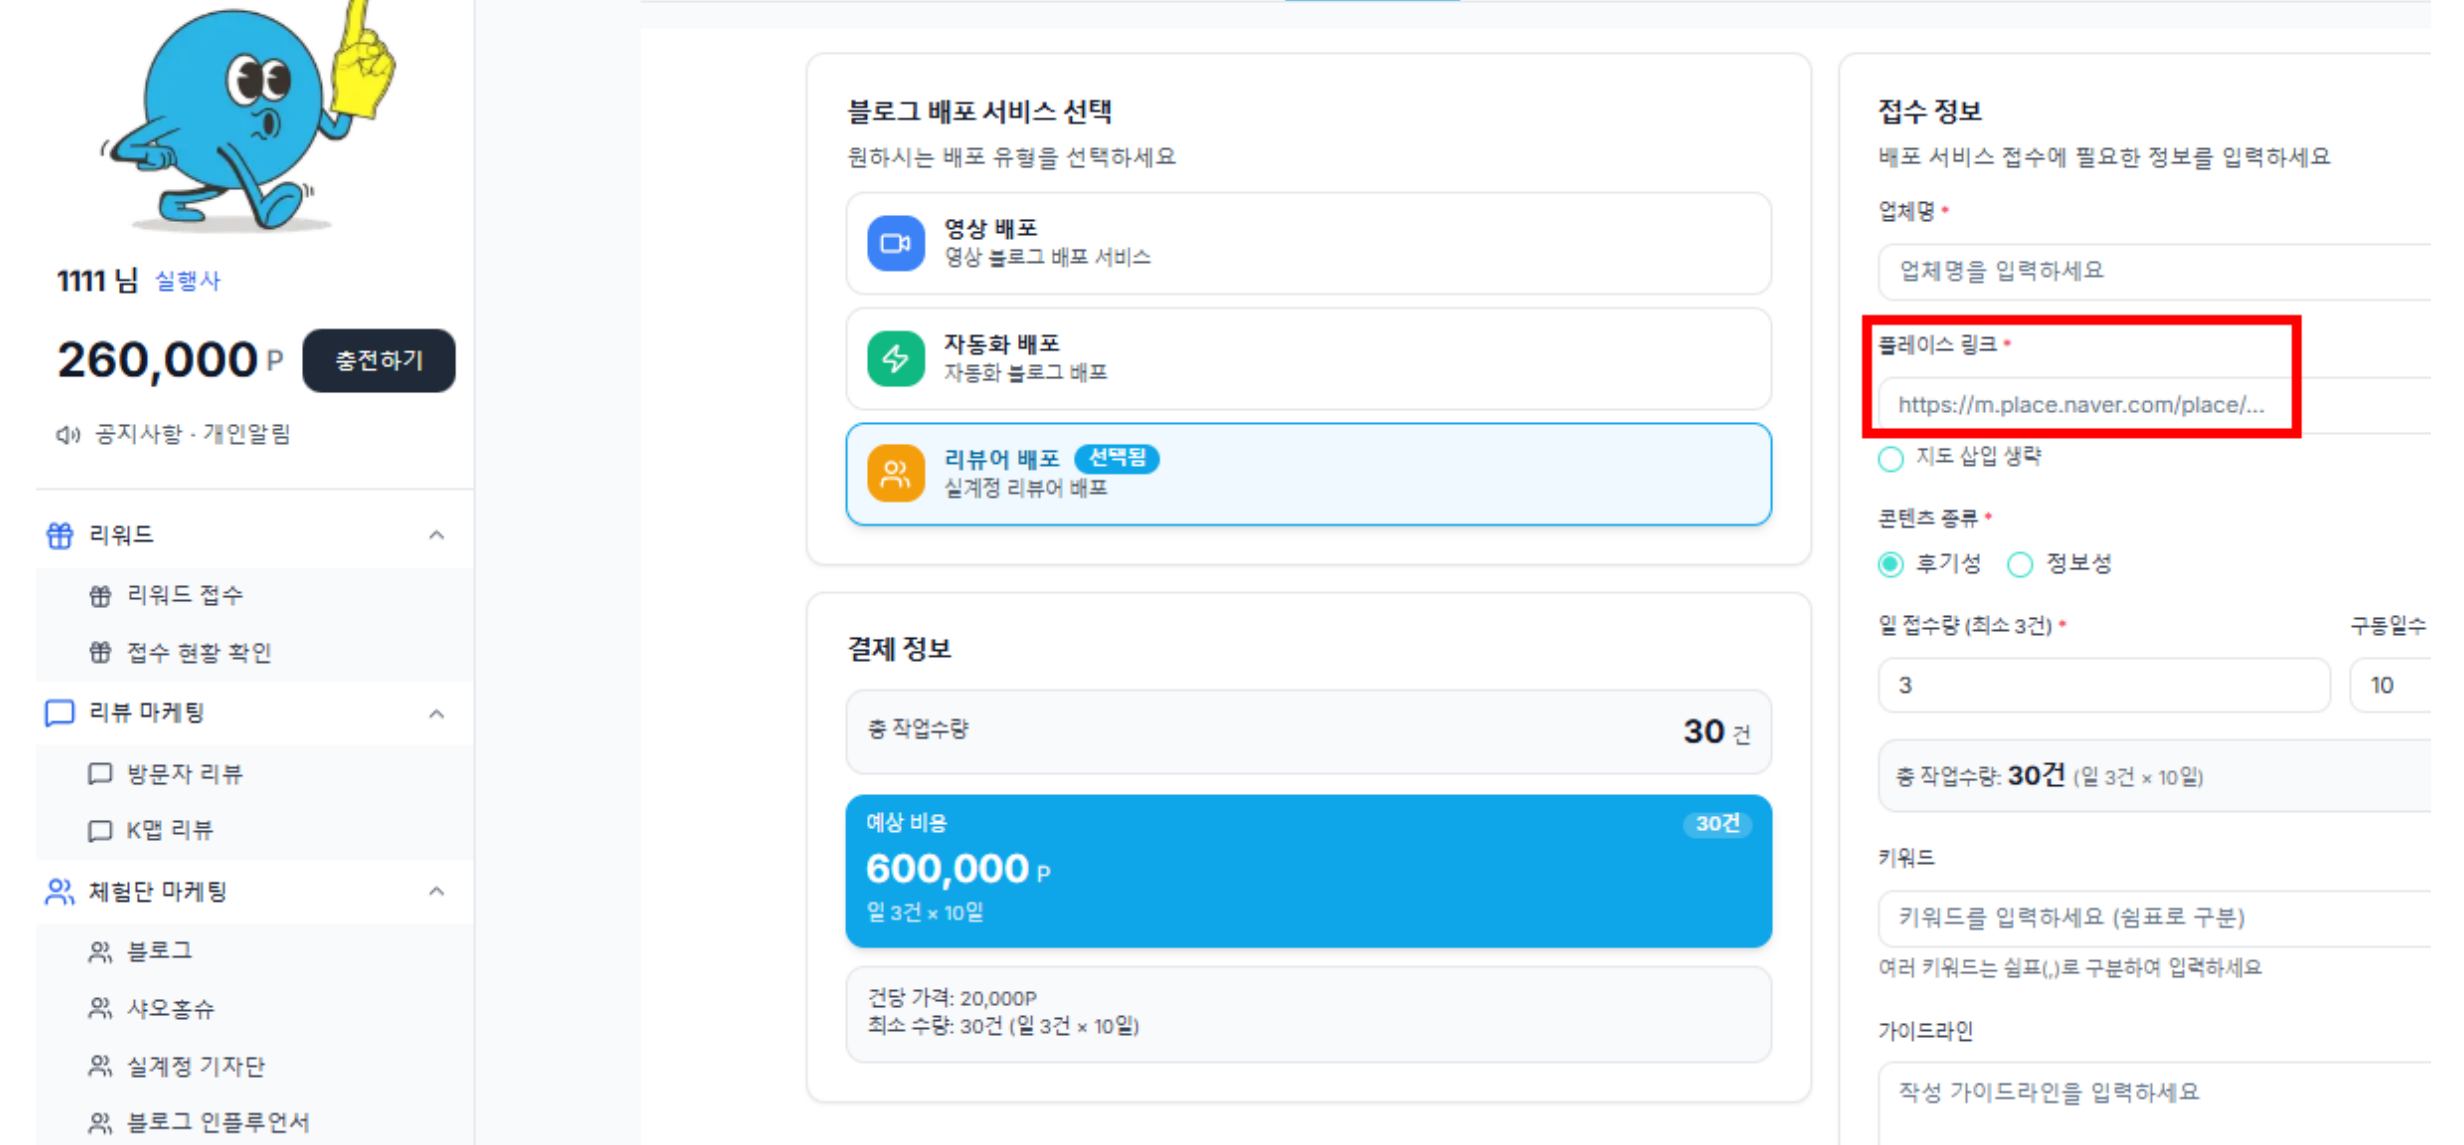 1111 님 실행사
260,000 P 충전하기
공지사항 · 개인알림
리워드
리워드 접수
접수 현황 확인
리뷰 마케팅
방문자 리뷰
K맵 리뷰
체험단 마케팅
블로그
샤오홍슈
실계정 기자단
블로그 인플루언서
블로그 배포 서비스 선택
원하시는 배포 유형을 선택하세요
영상 배포
영상 블로그 배포 서비스
자동화 배포
자동화 블로그 배포
리뷰어 배포 선택됨
실계정 리뷰어 배포
결제 정보
총 작업수량 30 건
예상 비용 30건
600,000 P
일 3건 × 10일
건당 가격: 20,000P
최소 수량: 30건 (일 3건 × 10일)
접수 정보
배포 서비스 접수에 필요한 정보를 입력하세요
업체명 *
업체명을 입력하세요
플레이스 링크 *
https://m.place.naver.com/place/...
지도 삽입 생략
콘텐츠 종류 *
후기성 정보성
일 접수량 (최소 3건) * 구동일수
3 10
총 작업수량: 30건 (일 3건 × 10일)
키워드
키워드를 입력하세요 (쉼표로 구분)
여러 키워드는 쉼표(,)로 구분하여 입력하세요
가이드라인
작성 가이드라인을 입력하세요